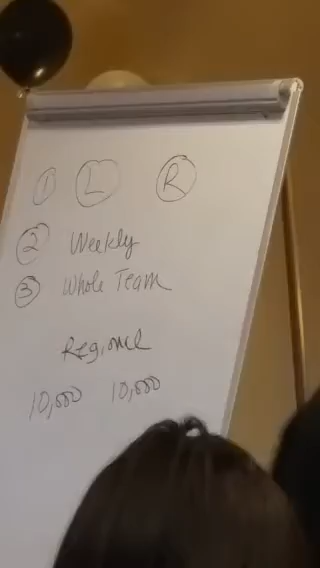 ① Ⓛ Ⓡ
② Weekly
③ Whole Team
Regional
10,000 10,000